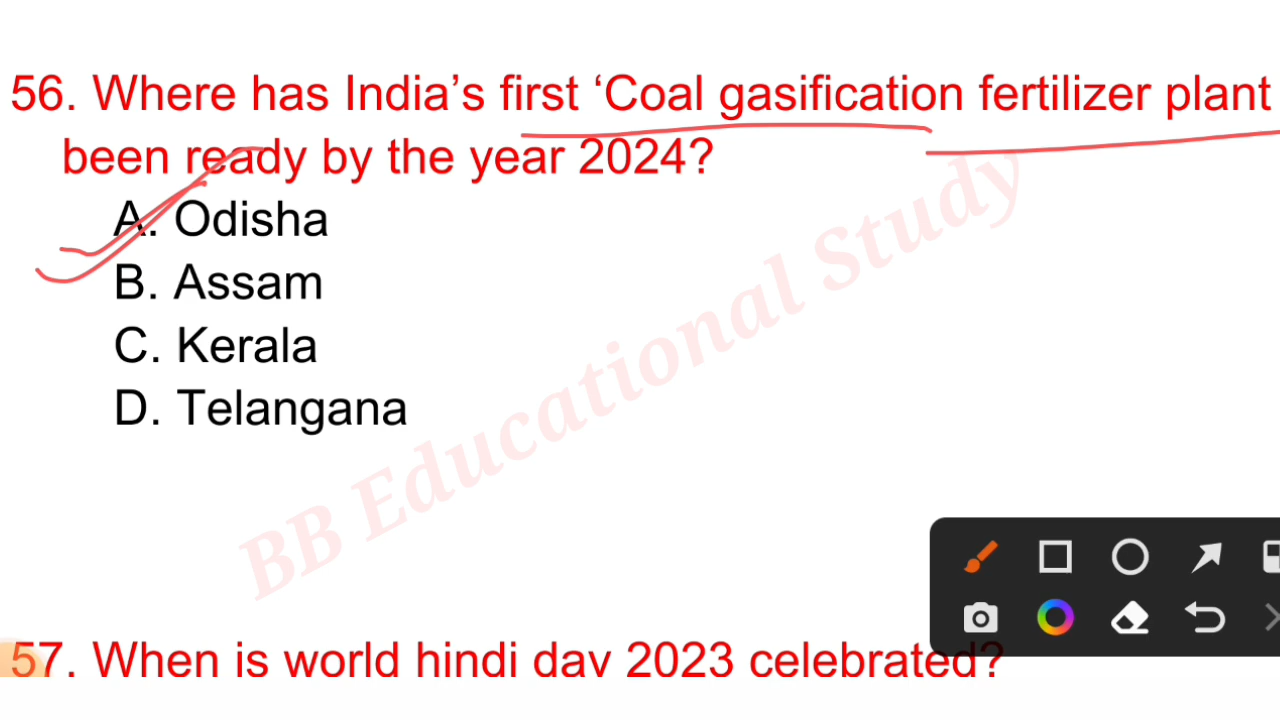 56. Where has India’s first ‘Coal gasification fertilizer plant
been ready by the year 2024?
A. Odisha
B. Assam
C. Kerala
D. Telangana
BB Educational Study
57. When is world hindi day 2023 celebrated?